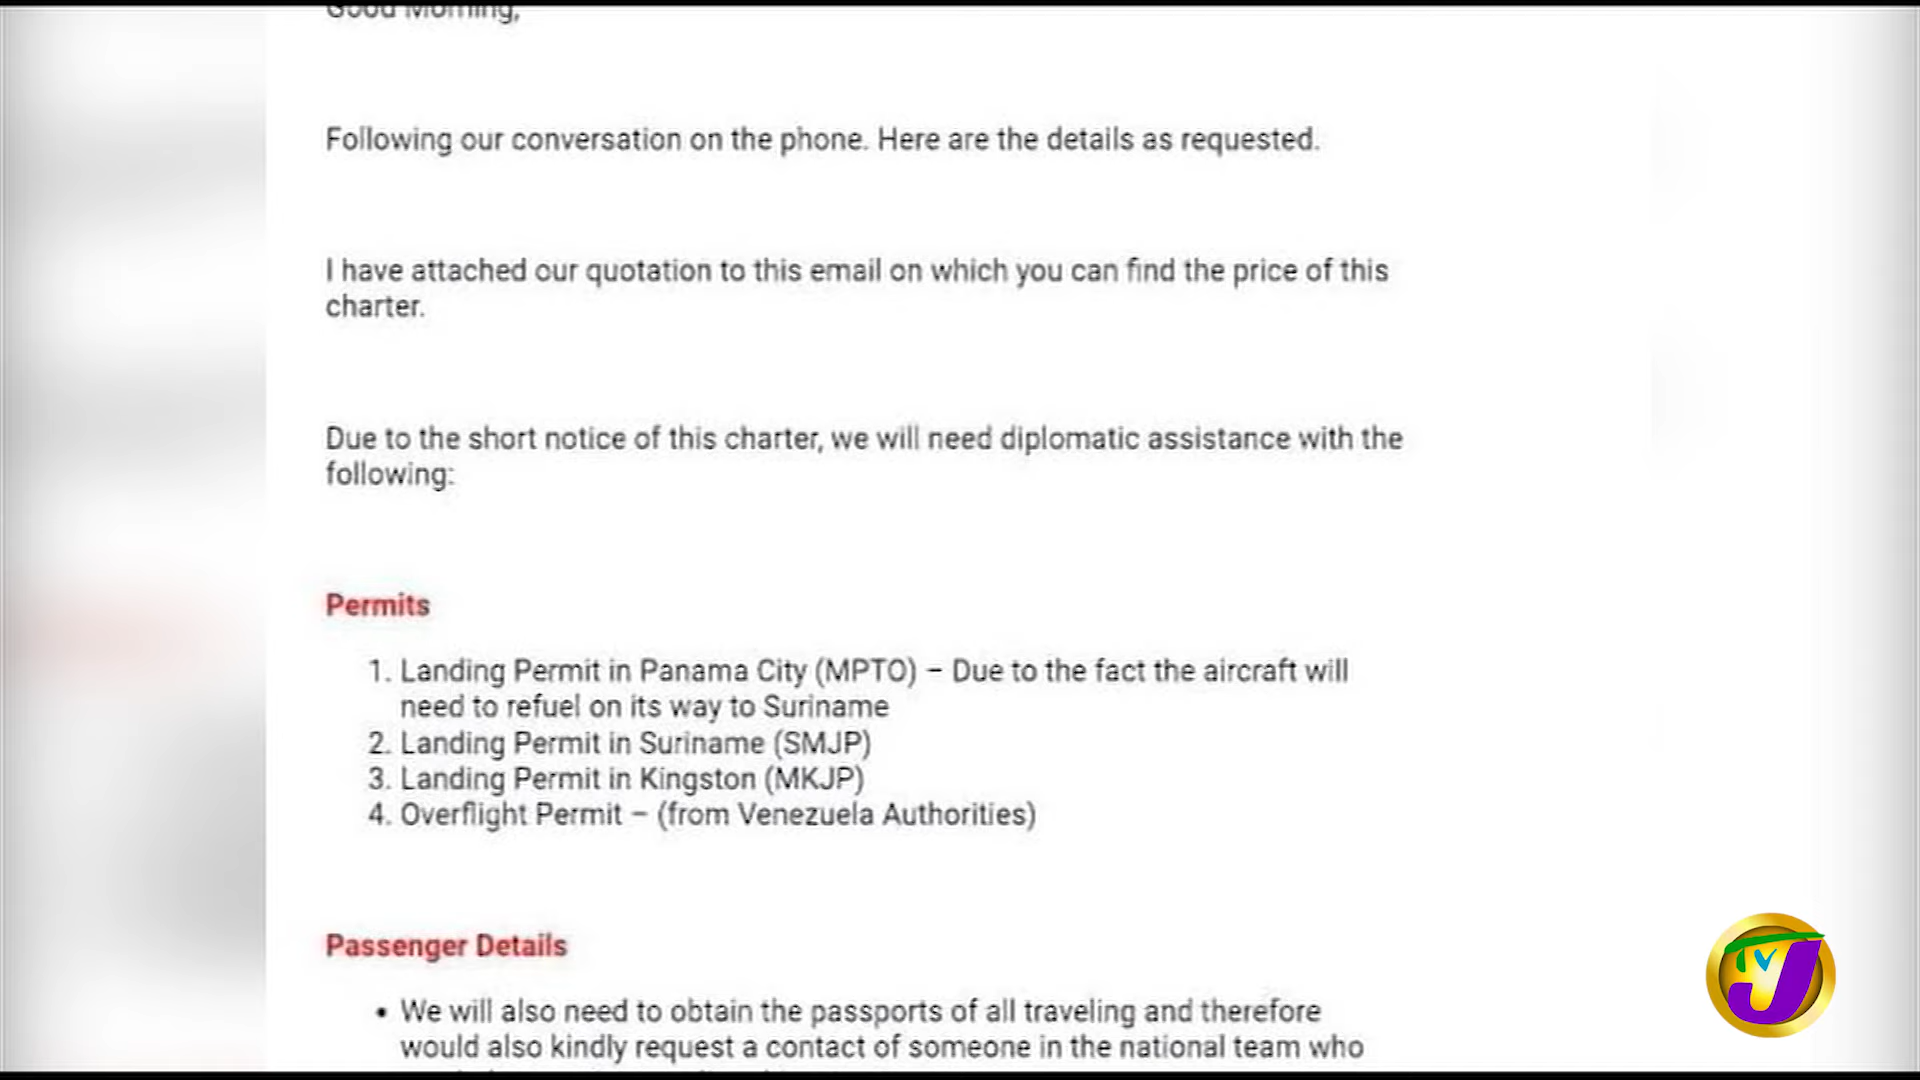 Good Morning,
Following our conversation on the phone. Here are the details as requested.
I have attached our quotation to this email on which you can find the price of this
charter.
Due to the short notice of this charter, we will need diplomatic assistance with the
following:
Permits
1. Landing Permit in Panama City (MPTO) – Due to the fact the aircraft will
need to refuel on its way to Suriname
2. Landing Permit in Suriname (SMJP)
3. Landing Permit in Kingston (MKJP)
4. Overflight Permit – (from Venezuela Authorities)
Passenger Details
• We will also need to obtain the passports of all traveling and therefore
would also kindly request a contact of someone in the national team who
TVJ